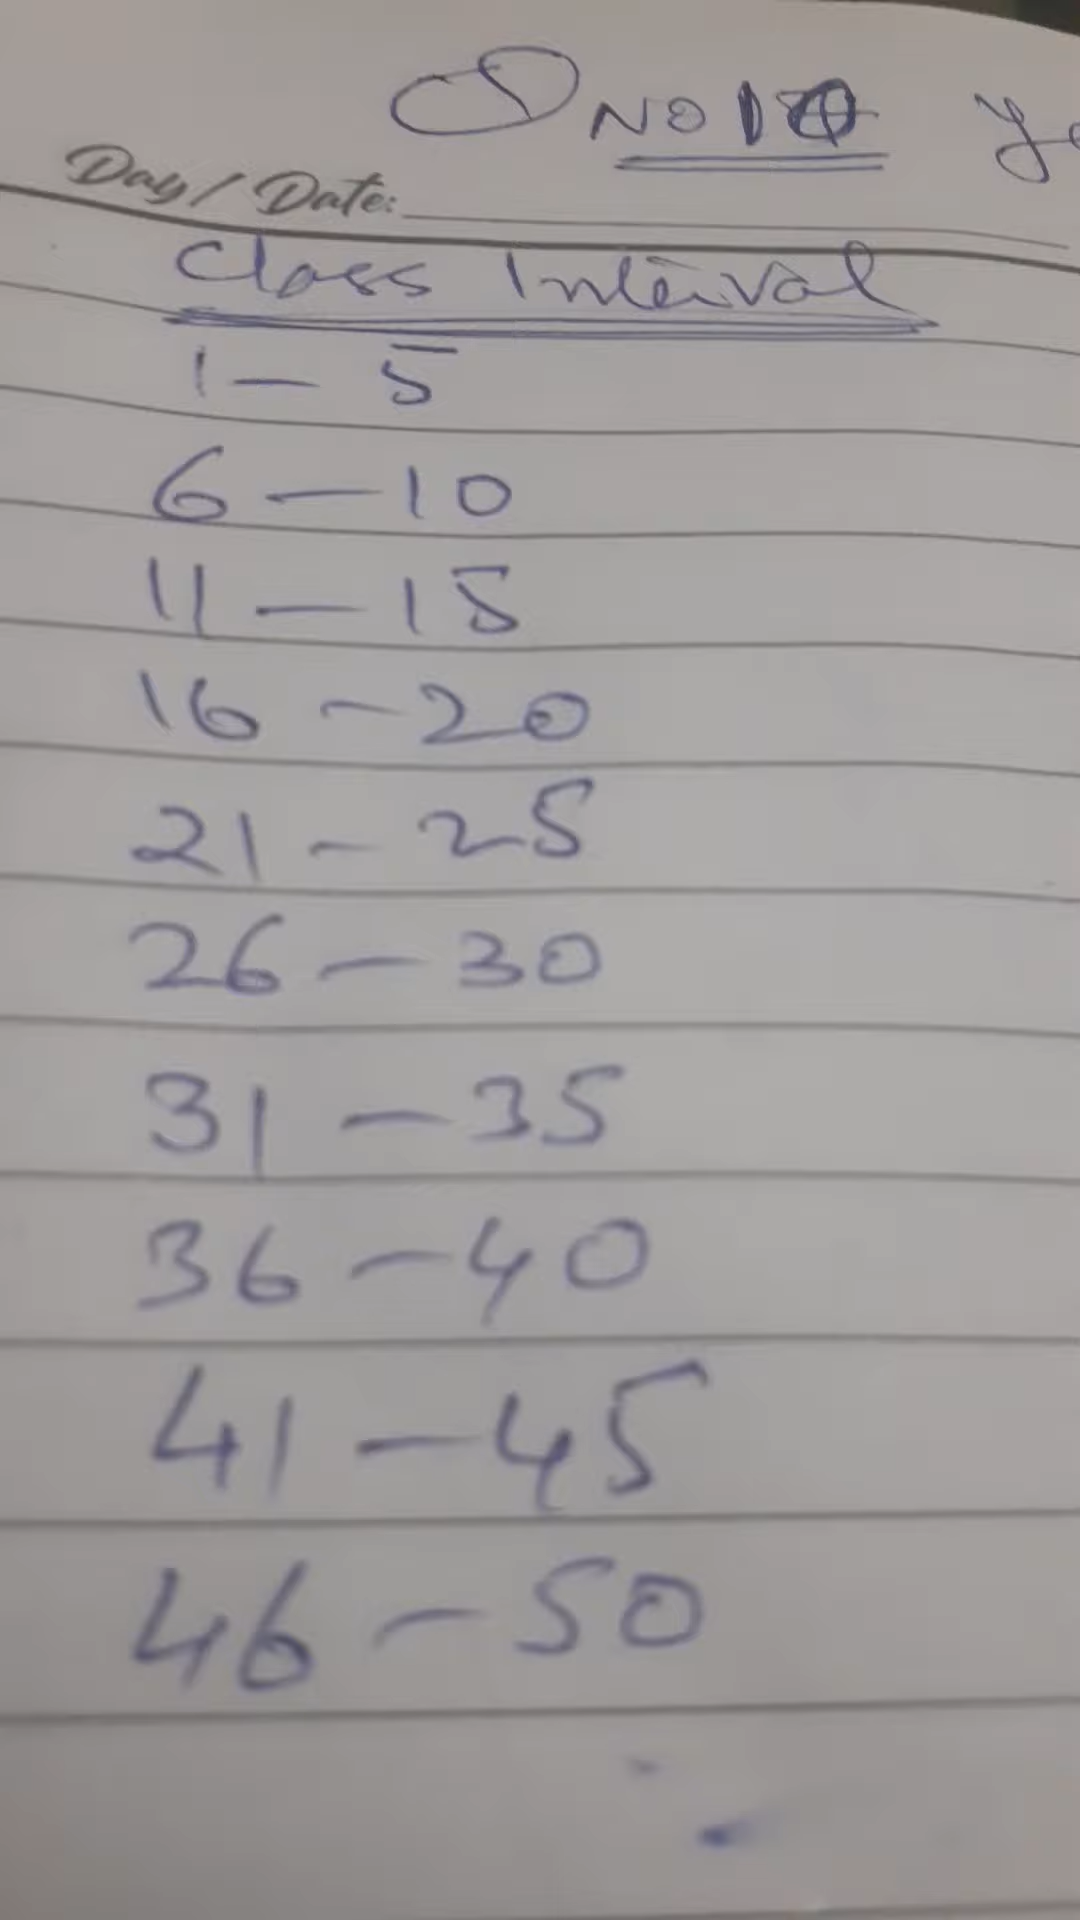 Q NO
Day/Date:
Class Interval
1 — 5
6 — 10
11 — 15
16 — 20
21 — 25
26 — 30
31 — 35
36 — 40
41 — 45
46 — 50